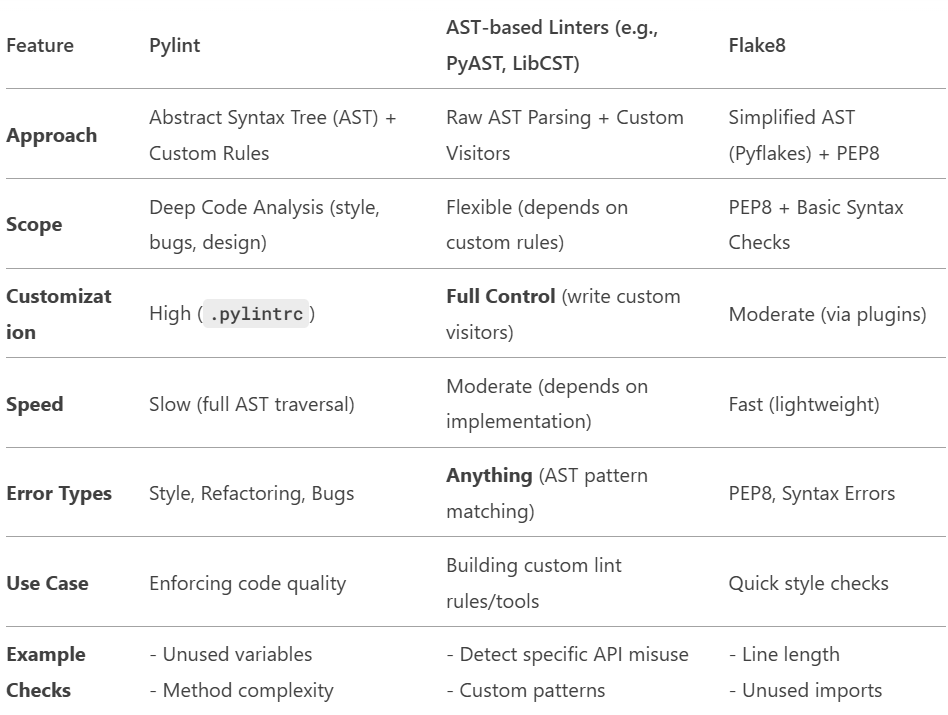 Feature Pylint AST-based Linters (e.g., PyAST, LibCST) Flake8
Approach Abstract Syntax Tree (AST) + Custom Rules Raw AST Parsing + Custom Visitors Simplified AST (Pyflakes) + PEP8
Scope Deep Code Analysis (style, bugs, design) Flexible (depends on custom rules) PEP8 + Basic Syntax Checks
Customization High (.pylintrc) Full Control (write custom visitors) Moderate (via plugins)
Speed Slow (full AST traversal) Moderate (depends on implementation) Fast (lightweight)
Error Types Style, Refactoring, Bugs Anything (AST pattern matching) PEP8, Syntax Errors
Use Case Enforcing code quality Building custom lint rules/tools Quick style checks
Example Checks - Unused variables - Method complexity - Detect specific API misuse - Custom patterns - Line length - Unused imports